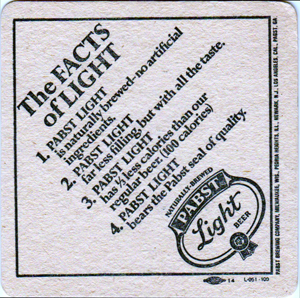 The FACTS
of LIGHT
1. PABST LIGHT
is naturally brewed-no artificial
ingredients.
2. PABST LIGHT
far less filling but with all the taste.
3. PABST LIGHT
has ⅓ less calories than our
regular beer. (100 calories)
4. PABST LIGHT
bears the Pabst seal of quality.
NATURALLY-BREWED
PABST
Light
BEER
PABST BREWING COMPANY, MILWAUKEE, WIS., PEORIA HEIGHTS, ILL., NEWARK, N.J., LOS ANGELES, CAL., PABST, GA.
14 L-051-105